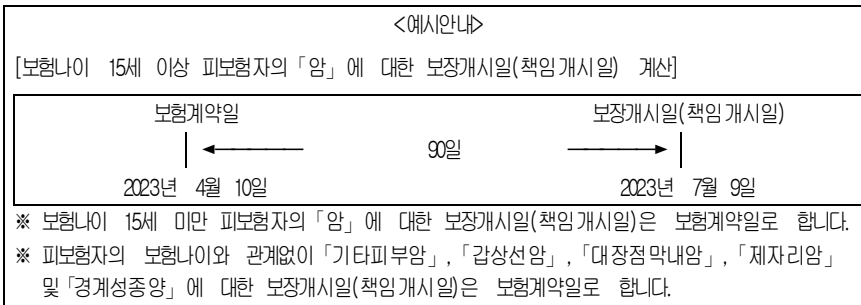 <예시안내>
[보험나이 15세 이상 피보험자의「암」에 대한 보장개시일(책임개시일) 계산]
보험계약일 보장개시일(책임개시일)
90일
2023년 4월 10일 2023년 7월 9일
※ 보험나이 15세 미만 피보험자의「암」에 대한 보장개시일(책임개시일)은 보험계약일로 합니다.
※ 피보험자의 보험나이와 관계없이「기타피부암」,「갑상선암」,「대장점막내암」,「제자리암」
및「경계성종양」에 대한 보장개시일(책임개시일)은 보험계약일로 합니다.